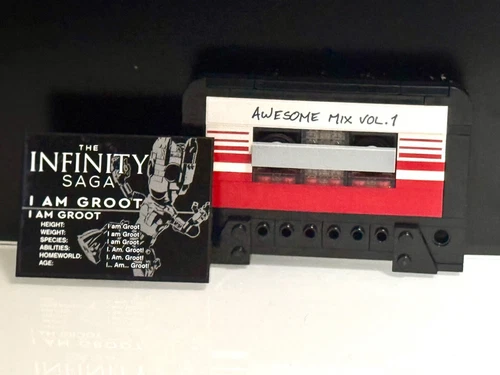 AWESOME MIX VOL.1
THE
INFINITY
SAGA
I AM GROOT
I AM GROOT
HEIGHT: I am Groot
WEIGHT: I am Groot
SPECIES: I am Groot
ABILITIES: I. Am. Groot!
HOMEWORLD: I. Am. Groot!
AGE: I... Am... Groot!